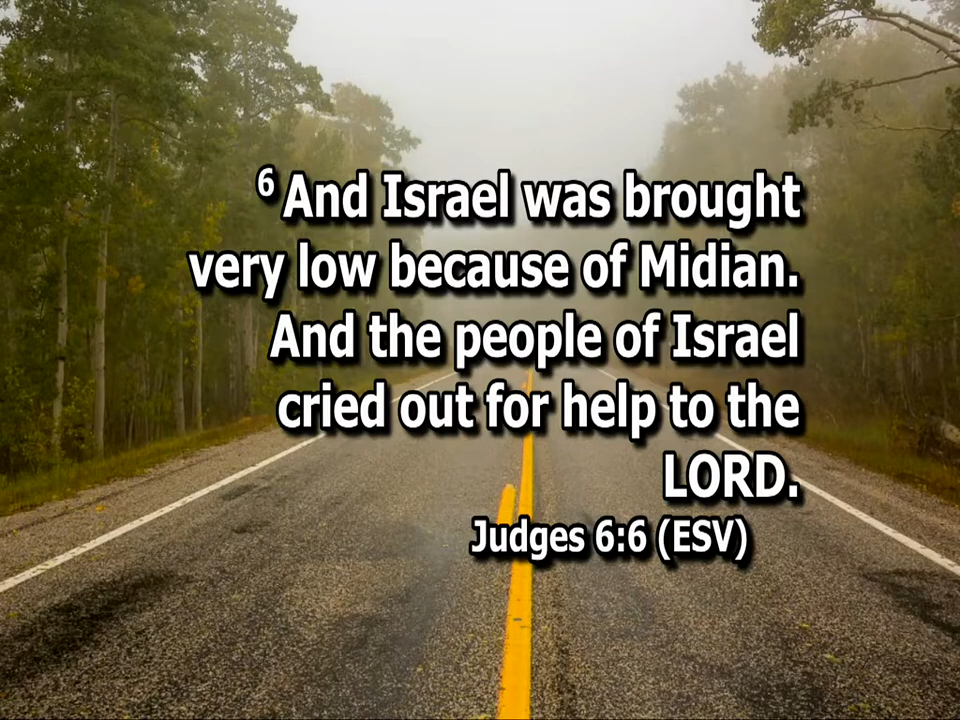 6 And Israel was brought
very low because of Midian.
And the people of Israel
cried out for help to the
LORD.
Judges 6:6 (ESV)